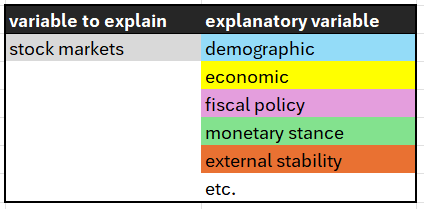 variable to explain explanatory variable
stock markets demographic
economic
fiscal policy
monetary stance
external stability
etc.